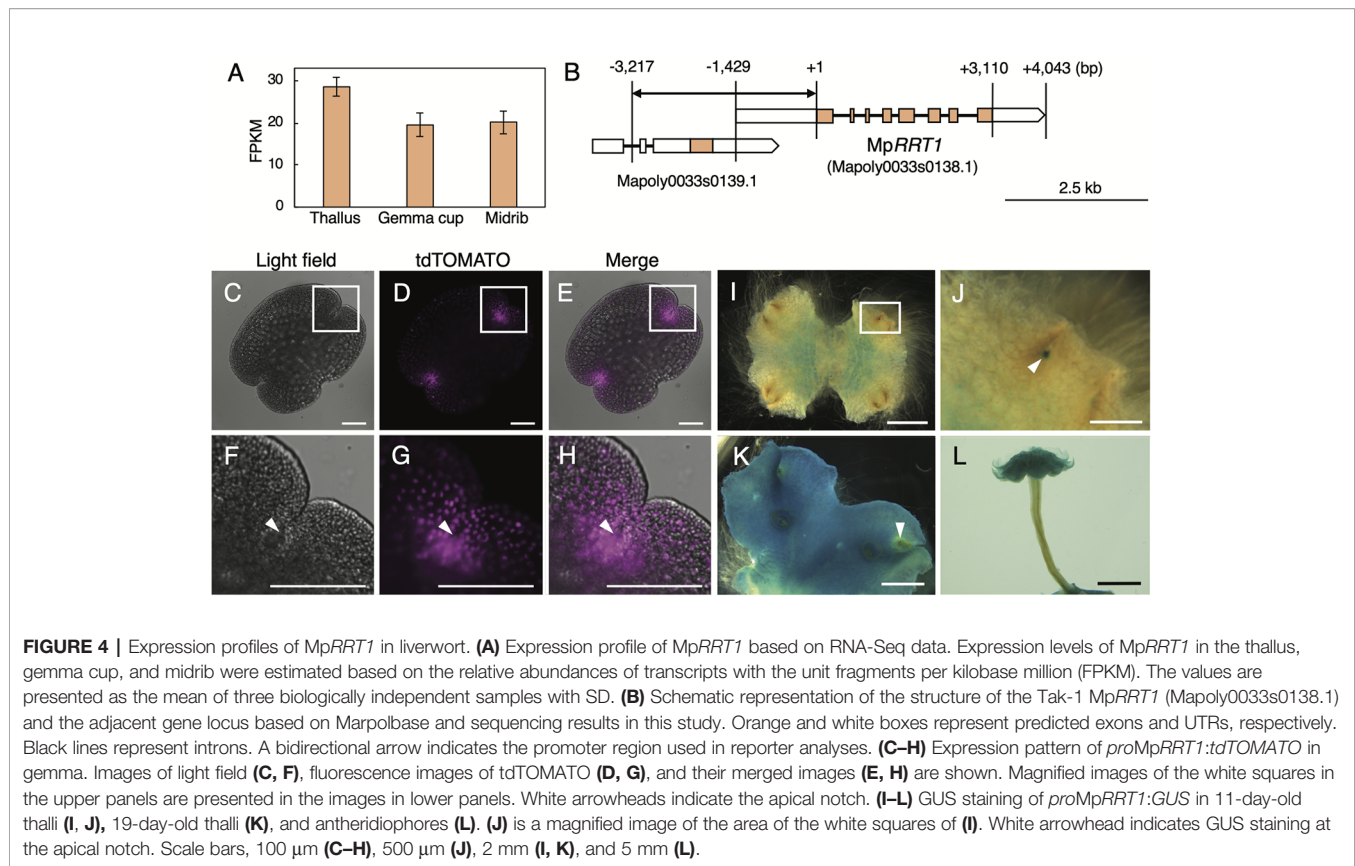 A
30
20
10
0
FPKM
Thallus Gemma cup Midrib
B
-3,217 -1,429 +1 +3,110 +4,043 (bp)
MpRRT1
(Mapoly0033s0138.1)
Mapoly0033s0139.1
2.5 kb
Light field tdTOMATO Merge
C D E I J
F G H K L
FIGURE 4 | Expression profiles of MpRRT1 in liverwort. (A) Expression profile of MpRRT1 based on RNA-Seq data. Expression levels of MpRRT1 in the thallus,
gemma cup, and midrib were estimated based on the relative abundances of transcripts with the unit fragments per kilobase million (FPKM). The values are
presented as the mean of three biologically independent samples with SD. (B) Schematic representation of the structure of the Tak-1 MpRRT1 (Mapoly0033s0138.1)
and the adjacent gene locus based on Marpolbase and sequencing results in this study. Orange and white boxes represent predicted exons and UTRs, respectively.
Black lines represent introns. A bidirectional arrow indicates the promoter region used in reporter analyses. (C–H) Expression pattern of proMpRRT1:tdTOMATO in
gemma. Images of light field (C, F), fluorescence images of tdTOMATO (D, G), and their merged images (E, H) are shown. Magnified images of the white squares in
the upper panels are presented in the images in lower panels. White arrowheads indicate the apical notch. (I–L) GUS staining of proMpRRT1:GUS in 11-day-old
thalli (I, J), 19-day-old thalli (K), and antheridiophores (L). (J) is a magnified image of the area of the white squares of (I). White arrowhead indicates GUS staining at
the apical notch. Scale bars, 100 μm (C–H), 500 μm (J), 2 mm (I, K), and 5 mm (L).